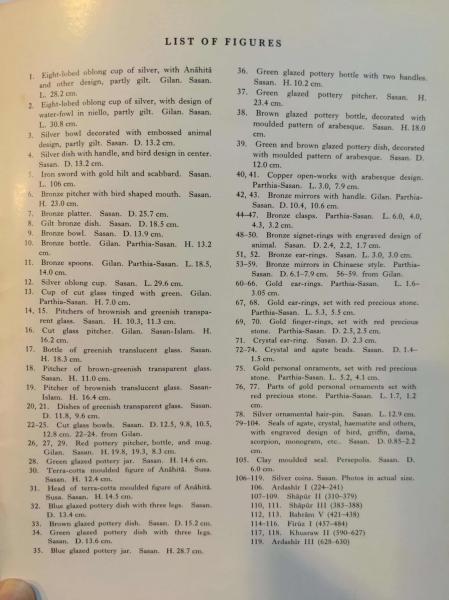 LIST OF FIGURES
1. Eight-lobed oblong cup of silver, with Anâhitâ
and other design, partly gilt. Gilan. Sasan.
L. 28.2 cm.
2. Eight-lobed oblong cup of silver, with design of
water-fowl in niello, partly gilt. Gilan. Sasan.
L. 30.8 cm.
3. Silver bowl decorated with embossed animal
design, partly gilt. Sasan. D. 13.2 cm.
4. Silver dish with handle, and bird design in center.
Sasan. D. 13.2 cm.
5. Iron sword with gold hilt and scabbard. Sasan.
L. 106 cm.
6. Bronze pitcher with bird shaped mouth. Sasan.
H. 23.0 cm.
7. Bronze platter. Sasan. D. 25.7 cm.
8. Gilt bronze dish. Sasan. D. 18.5 cm.
9. Bronze bowl. Sasan. D. 13.9 cm.
10. Bronze bottle. Gilan. Parthia-Sasan. H. 13.2
cm.
11. Bronze spoons. Gilan. Parthia-Sasan. L. 18.5,
14.0 cm.
12. Silver oblong cup. Sasan. L. 29.6 cm.
13. Cup of cut glass tinged with green. Gilan.
Parthia-Sasan. H. 7.0 cm.
14, 15. Pitchers of brownish and greenish transpa-
rent glass. Sasan. H. 10.3, 11.3 cm.
16. Cut glass pitcher. Gilan. Sasan-Islam. H.
16.2 cm.
17. Bottle of greenish translucent glass. Sasan.
H. 18.3 cm.
18. Pitcher of brown-greenish transparent glass.
Sasan. H. 11.0 cm.
19. Pitcher of brownish translucent glass. Sasan-
Islam. H. 16.4 cm.
20, 21. Dishes of greenish transparent glass. Sasan.
D. 11.8, 9.6 cm.
22-25. Cut glass bowls. Sasan. D. 12.5, 9.8, 10.5,
12.8 cm. 22-24. from Gilan.
26, 27, 29. Red pottery pitcher, bottle, and mug.
Gilan. Sasan. H. 19.8, 19.3, 8.3 cm.
28. Green glazed pottery jar. Sasan. H. 14.6 cm.
30. Terra-cotta moulded figure of Anâhitâ. Susa.
Sasan. H. 12.4 cm.
31. Head of terra-cotta moulded figure of Anâhitâ.
Susa. Sasan. H. 14.5 cm.
32. Blue glazed pottery dish with three legs. Sasan.
D. 13.4 cm.
33. Brown glazed pottery dish. Sasan. D. 15.2 cm.
34. Green glazed pottery dish with three legs.
Sasan. D. 13.6 cm.
35. Blue glazed pottery jar. Sasan. H. 28.7 cm.
36. Green glazed pottery bottle with two handles.
Sasan. H. 10.2 cm.
37. Green glazed pottery pitcher. Sasan. H.
23.4 cm.
38. Brown glazed pottery bottle, decorated with
moulded pattern of arabesque. Sasan. H. 18.0
cm.
39. Green and brown glazed pottery dish, decorated
with moulded pattern of arabesque. Sasan. D.
12.0 cm.
40, 41. Copper open-works with arabesque design.
Parthia-Sasan. L. 3.0, 7.9 cm.
42, 43. Bronze mirrors with handle. Gilan. Parthia-
Sasan. D. 10.4, 10.6 cm.
44-47. Bronze clasps. Parthia-Sasan. L. 6.0, 4.0,
4.3, 3.2 cm.
48-50. Bronze signet-rings with engraved design of
animal. Sasan. D. 2.4, 2.2, 1.7 cm.
51, 52. Bronze ear-rings. Sasan. L. 3.0, 3.0 cm.
53-59. Bronze mirrors in Chinaese style. Parthia-
Sasan. D. 6.1-7.9 cm. 56-59. from Gilan.
60-66. Gold ear-rings. Parthia-Sasan. L. 1.6-
3.05 cm.
67, 68. Gold ear-rings, set with red precious stone.
Parthia-Sasan. L. 5.3, 5.5 cm.
69, 70. Gold finger-rings, set with red precious
stone. Parthia-Sasan. D. 2.5, 2.5 cm.
71. Crystal ear-ring. Sasan. D. 2.3 cm.
72-74. Crystal and agate beads. Sasan. D. 1.4-
1.5 cm.
75. Gold personal ornaments, set with red precious
stone. Parthia-Sasan. L. 5.2, 4.1 cm.
76, 77. Parts of gold personal ornaments set with
red precious stone. Parthia-Sasan. L. 1.7, 1.2
cm.
78. Silver ornamental hair-pin. Sasan. L. 12.9 cm.
79-104. Seals of agate, crystal, haematite and others,
with engraved design of bird, griffin, dama,
scorpion, monogram, etc.. Sasan. D. 0.85-2.2
cm.
105. Clay moulded seal. Persepolis. Sasan. D.
6.0 cm.
106-119. Silver coins. Sasan. Photos in actual size.
106. Ardashîr I (224-241)
107-109. Shâpûr II (310-379)
110, 111. Shâpûr III (383-388)
112, 113. Bahrâm V (421-438)
114-116. Fîrûz I (457-484)
117, 118. Khusraw II (590-627)
119. Ardashîr III (628-630)